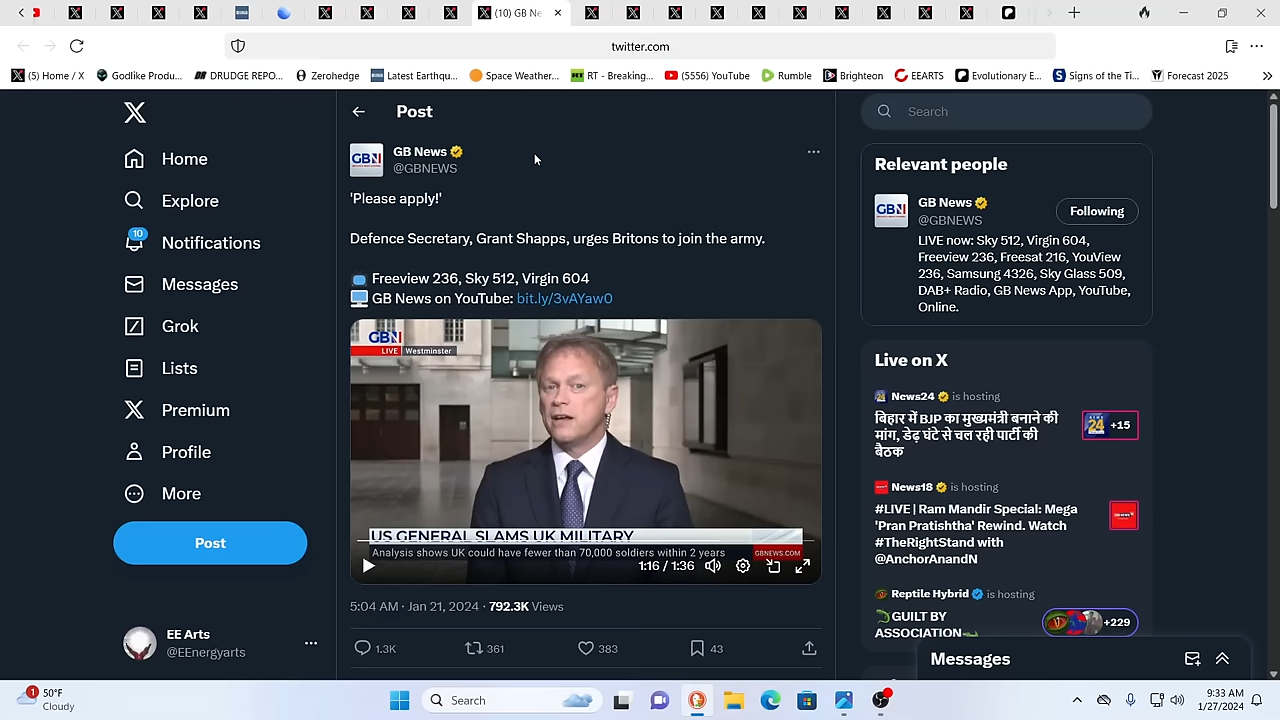 (10) GB Ne
twitter.com
(5) Home / X
Godlike Produ...
DRUDGE REPO...
Zerohedge
Latest Earthqu...
Space Weather...
RT - Breaking...
(5556) YouTube
Rumble
Brighteon
EEARTS
Evolutionary E...
Signs of the Ti...
Forecast 2025
Home
Explore
10
Notifications
Messages
Grok
Lists
Premium
Profile
More
Post
EE Arts
@EEnergyarts
Post
GBN
GB News
@GBNEWS
'Please apply!'
Defence Secretary, Grant Shapps, urges Britons to join the army.
Freeview 236, Sky 512, Virgin 604
GB News on YouTube: bit.ly/3vAYaw0
GBN
LIVE Westminster
US GENERAL SLAMS UK MILITARY
Analysis shows UK could have fewer than 70,000 soldiers within 2 years
GBNEWS.COM
1:16 / 1:36
5:04 AM · Jan 21, 2024 · 792.3K Views
1.3K
361
383
43
Search
Relevant people
GBN
GB News
@GBNEWS
Following
LIVE now: Sky 512, Virgin 604,
Freeview 236, Freesat 216, YouView
236, Samsung 4326, Sky Glass 509,
DAB+ Radio, GB News App, YouTube,
Online.
Live on X
News24 is hosting
बिहार में BJP का मुख्यमंत्री बनाने की
मांग, डेढ़ घंटे से चल रही पार्टी की
बैठक
24 +15
News18 is hosting
#LIVE | Ram Mandir Special: Mega
'Pran Pratishtha' Rewind. Watch
#TheRightStand with
@AnchorAnandN
Reptile Hybrid is hosting
GUILT BY
ASSOCIATION
+229
Messages
1
50°F
Cloudy
Search
9:33 AM
1/27/2024